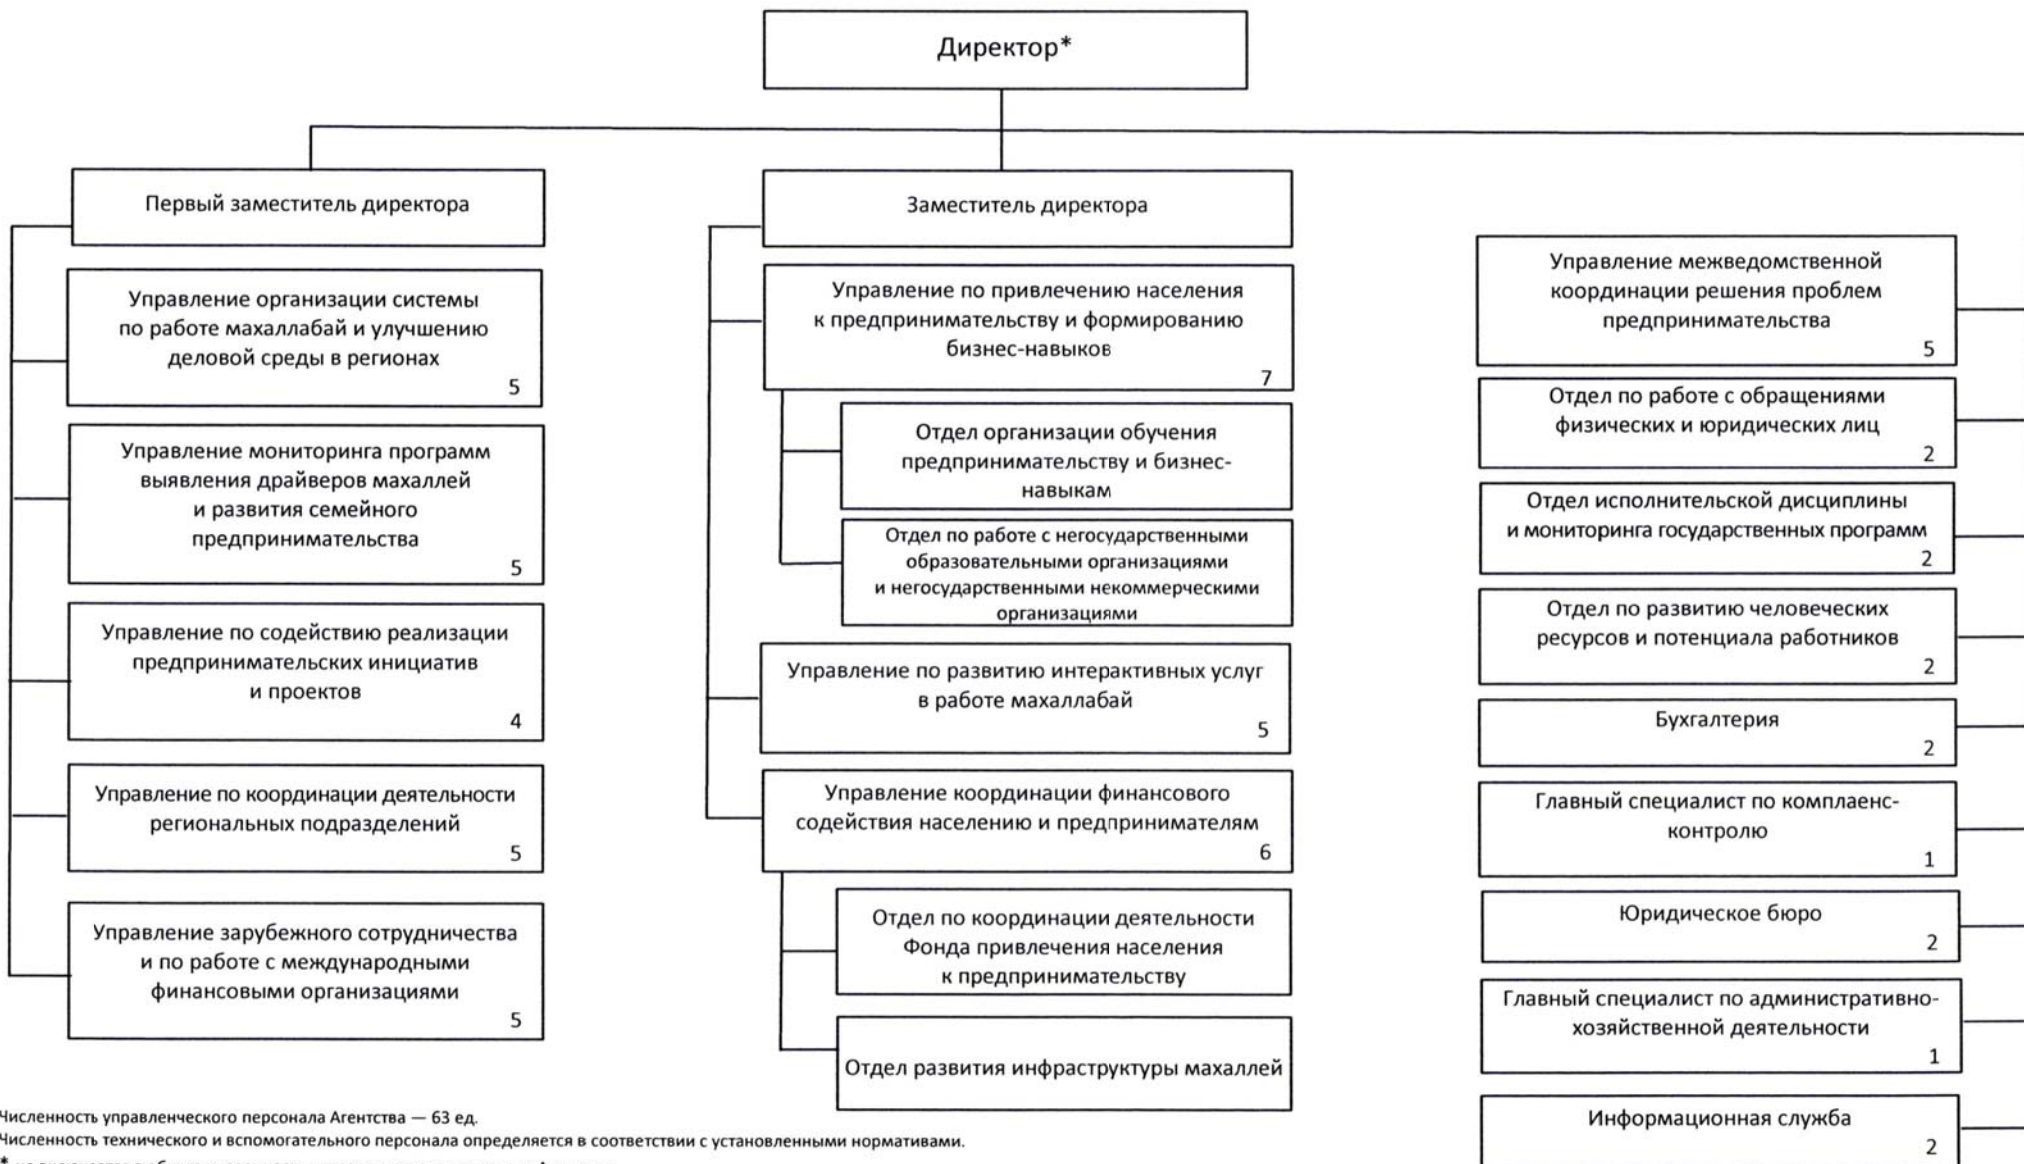 Директор*
Первый заместитель директора
Управление организации системы
по работе махаллабай и улучшению
деловой среды в регионах
5
Управление мониторинга программ
выявления драйверов махаллей
и развития семейного
предпринимательства
5
Управление по содействию реализации
предпринимательских инициатив
и проектов
4
Управление по координации деятельности
региональных подразделений
5
Управление зарубежного сотрудничества
и по работе с международными
финансовыми организациями
5
Заместитель директора
Управление по привлечению населения
к предпринимательству и формированию
бизнес-навыков
7
Отдел организации обучения
предпринимательству и бизнес-
навыкам
Отдел по работе с негосударственными
образовательными организациями
и негосударственными некоммерческими
организациями
Управление по развитию интерактивных услуг
в работе махаллабай
5
Управление координации финансового
содействия населению и предпринимателям
6
Отдел по координации деятельности
Фонда привлечения населения
к предпринимательству
Отдел развития инфраструктуры махаллей
Управление межведомственной
координации решения проблем
предпринимательства
5
Отдел по работе с обращениями
физических и юридических лиц
2
Отдел исполнительской дисциплины
и мониторинга государственных программ
2
Отдел по развитию человеческих
ресурсов и потенциала работников
2
Бухгалтерия
2
Главный специалист по комплаенс-
контролю
1
Юридическое бюро
2
Главный специалист по административно-
хозяйственной деятельности
1
Информационная служба
2
Численность управленческого персонала Агентства — 63 ед.
Численность технического и вспомогательного персонала определяется в соответствии с установленными нормативами.
*